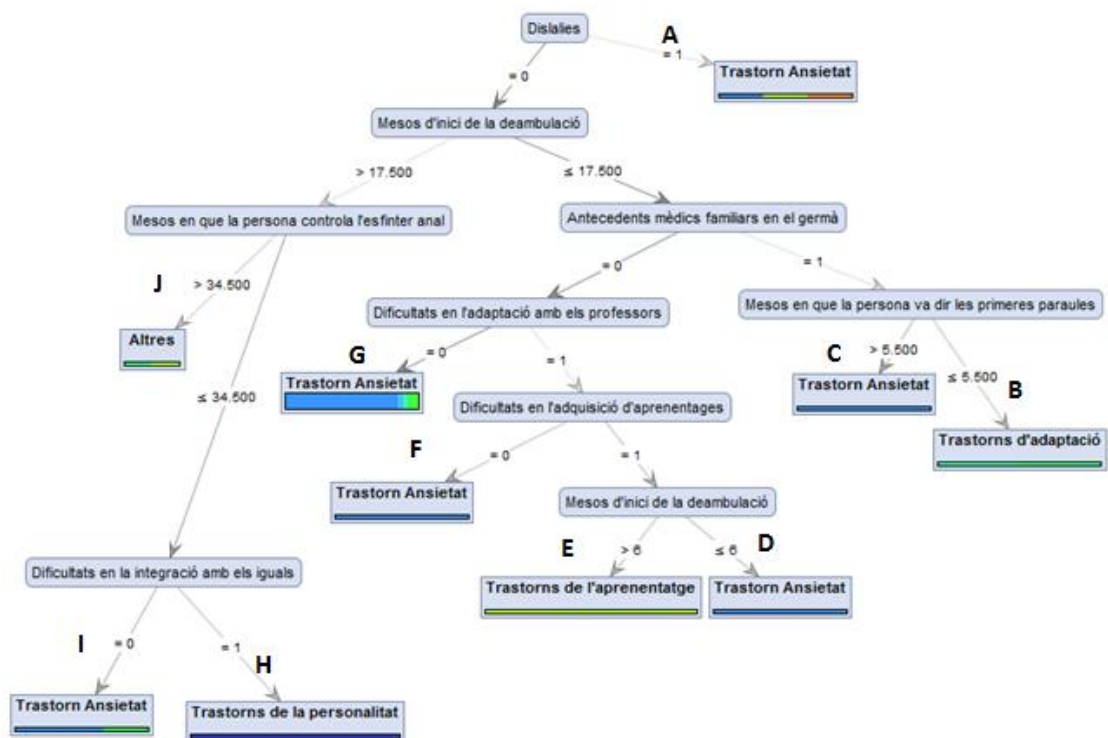 Dislalies
A
= 1
Trastorn Ansietat
= 0
Mesos d'inici de la deambulació
> 17.500
≤ 17.500
Mesos en que la persona controla l'esfinter anal
Antecedents mèdics familiars en el germà
J
> 34.500
= 0
= 1
Altres
Dificultats en l'adaptació amb els professors
Mesos en que la persona va dir les primeres paraules
G
= 0
= 1
C
> 5.500
≤ 5.500
B
Trastorn Ansietat
Trastorn Ansietat
≤ 34.500
Dificultats en l'adquisició d'aprenentages
Trastorns d'adaptació
F
= 0
= 1
Trastorn Ansietat
Mesos d'inici de la deambulació
E
> 6
≤ 6
D
Dificultats en la integració amb els iguals
Trastorns de l'aprenentatge
Trastorn Ansietat
I
= 0
= 1
H
Trastorn Ansietat
Trastorns de la personalitat